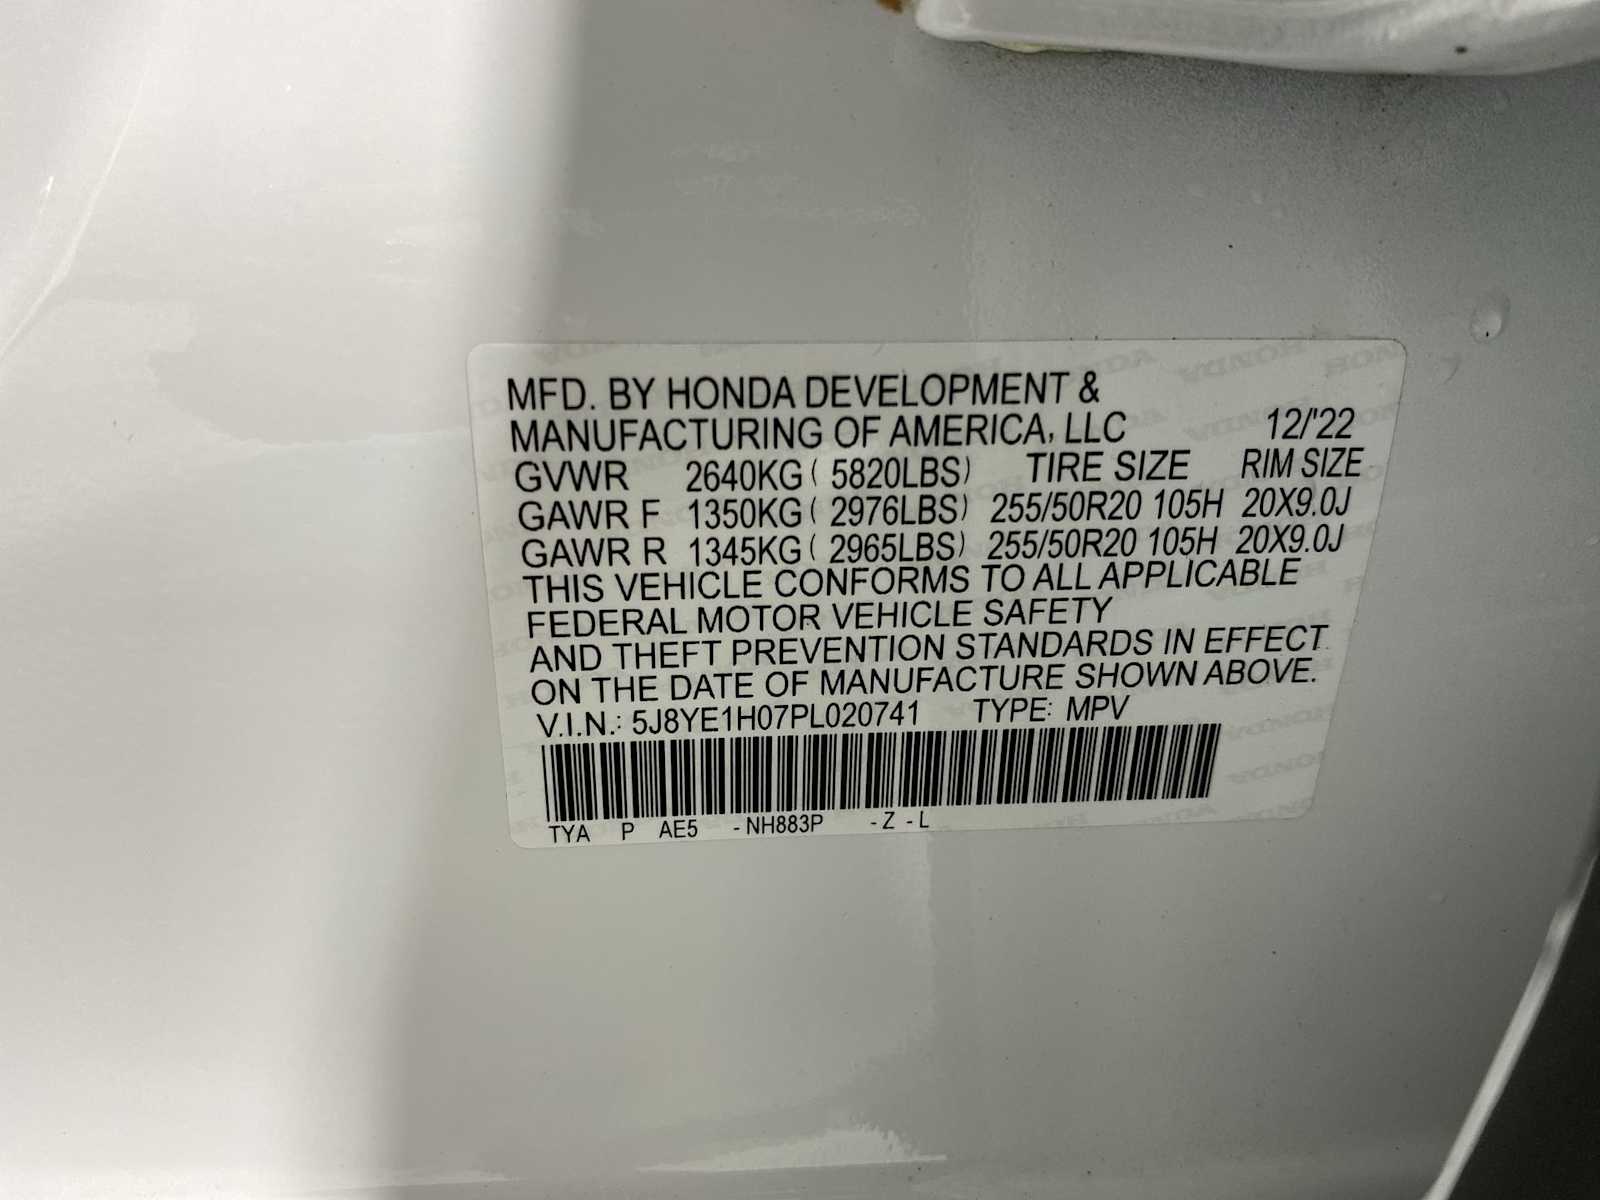 MFD. BY HONDA DEVELOPMENT &
MANUFACTURING OF AMERICA, LLC 12/'22
GVWR 2640KG ( 5820LBS) TIRE SIZE RIM SIZE
GAWR F 1350KG ( 2976LBS) 255/50R20 105H 20X9.0J
GAWR R 1345KG ( 2965LBS) 255/50R20 105H 20X9.0J
THIS VEHICLE CONFORMS TO ALL APPLICABLE
FEDERAL MOTOR VEHICLE SAFETY
AND THEFT PREVENTION STANDARDS IN EFFECT
ON THE DATE OF MANUFACTURE SHOWN ABOVE.
V.I.N.: 5J8YE1H07PL020741 TYPE: MPV
TYA P AE5 -NH883P -Z -L